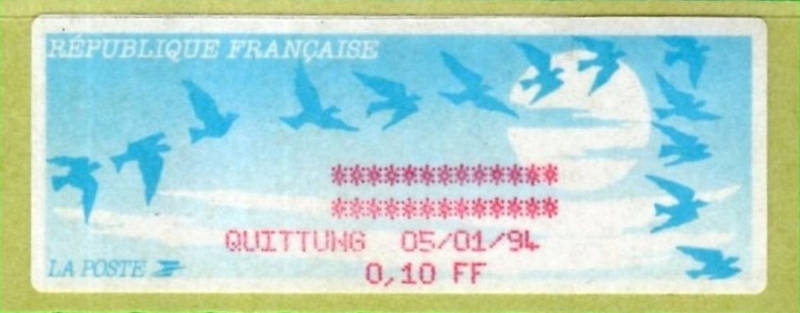 RÉPUBLIQUE FRANÇAISE
*************
*************
QUITTUNG 05/01/94
0,10 FF
LA POSTE